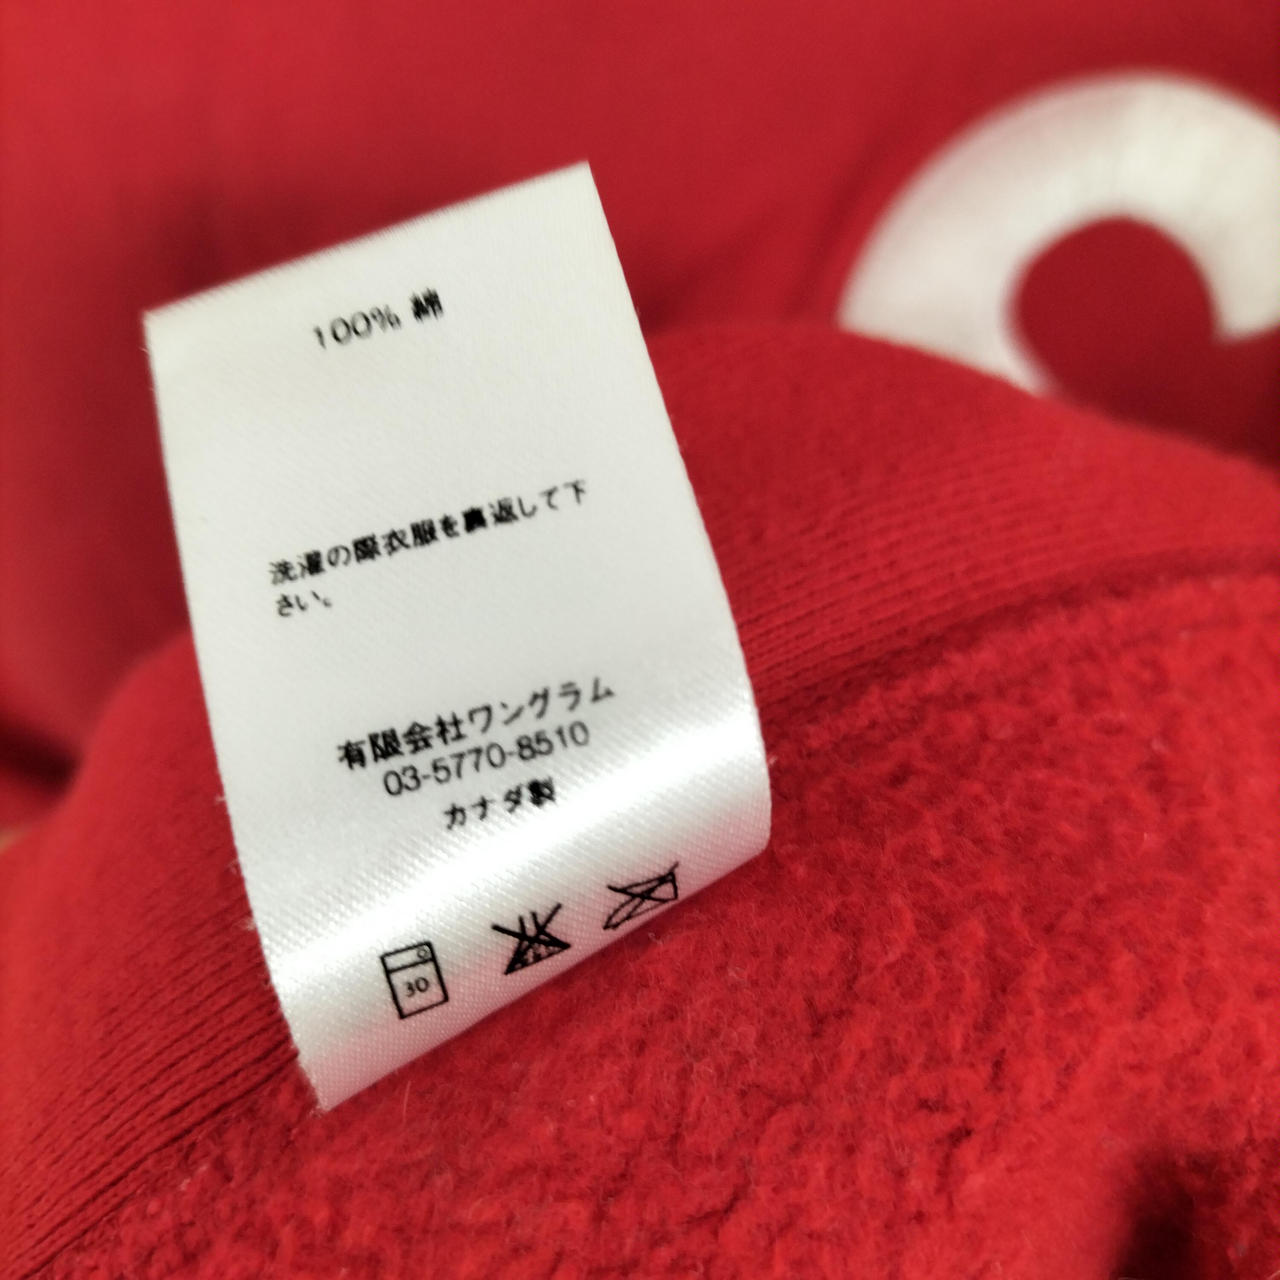 100% 綿
洗濯の際衣服を裏返して下
さい。
有限会社ワングラム
03-5770-8510
カナダ製
30